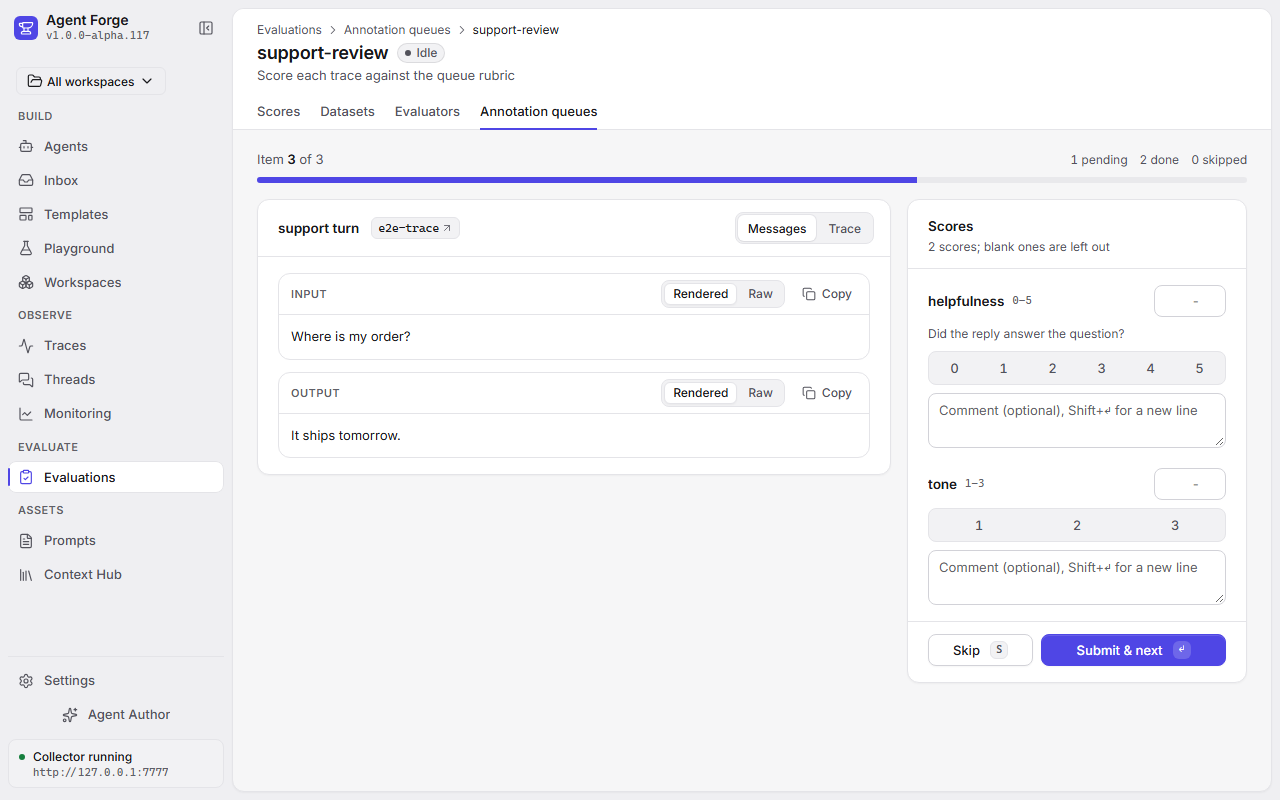 Agent Forge
v1.0.0-alpha.117
All workspaces
BUILD
Agents
Inbox
Templates
Playground
Workspaces
OBSERVE
Traces
Threads
Monitoring
EVALUATE
Evaluations
ASSETS
Prompts
Context Hub
Settings
Agent Author
Collector running
http://127.0.0.1:7777
Evaluations > Annotation queues > support-review
support-review Idle
Score each trace against the queue rubric
Scores Datasets Evaluators Annotation queues
Item 3 of 3 1 pending 2 done 0 skipped
support turn e2e-trace Messages Trace
INPUT Rendered Raw Copy
Where is my order?
OUTPUT Rendered Raw Copy
It ships tomorrow.
Scores
2 scores; blank ones are left out
helpfulness 0–5 -
Did the reply answer the question?
0 1 2 3 4 5
Comment (optional), Shift+↵ for a new line
tone 1–3 -
1 2 3
Comment (optional), Shift+↵ for a new line
Skip S Submit & next ↵